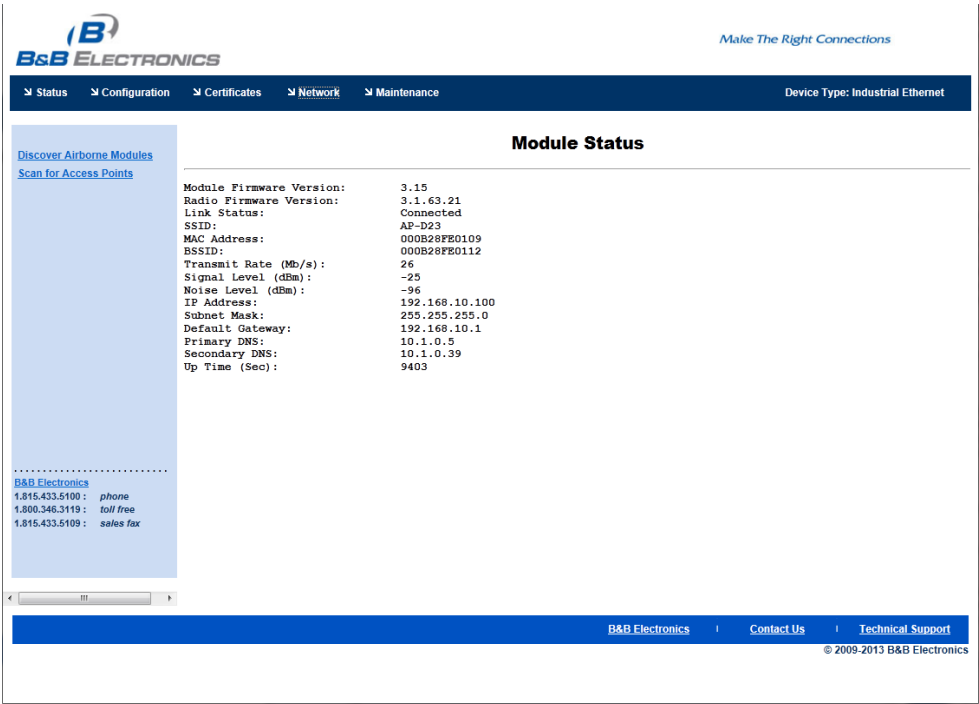 B
B&B ELECTRONICS
Make The Right Connections
Status Configuration Certificates Network Maintenance Device Type: Industrial Ethernet
Discover Airborne Modules
Scan for Access Points
Module Status
Module Firmware Version: 3.15
Radio Firmware Version: 3.1.63.21
Link Status: Connected
SSID: AP-D23
MAC Address: 000B28FE0109
BSSID: 000B28FE0112
Transmit Rate (Mb/s): 26
Signal Level (dBm): -25
Noise Level (dBm): -96
IP Address: 192.168.10.100
Subnet Mask: 255.255.255.0
Default Gateway: 192.168.10.1
Primary DNS: 10.1.0.5
Secondary DNS: 10.1.0.39
Up Time (Sec): 9403
B&B Electronics
1.815.433.5100 : phone
1.800.346.3119 : toll free
1.815.433.5109 : sales fax
B&B Electronics | Contact Us | Technical Support
© 2009-2013 B&B Electronics